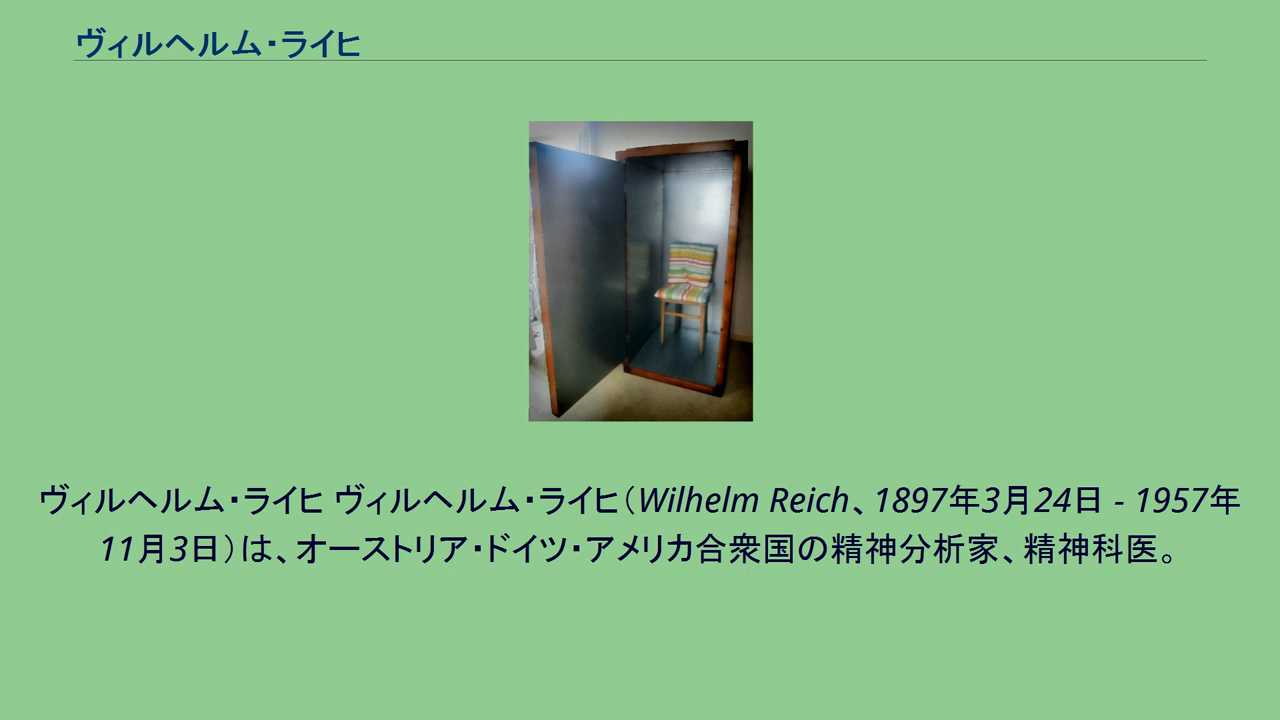 ヴィルヘルム・ライヒ
ヴィルヘルム・ライヒ ヴィルヘルム・ライヒ（Wilhelm Reich、1897年3月24日 - 1957年
11月3日）は、オーストリア・ドイツ・アメリカ合衆国の精神分析家、精神科医。